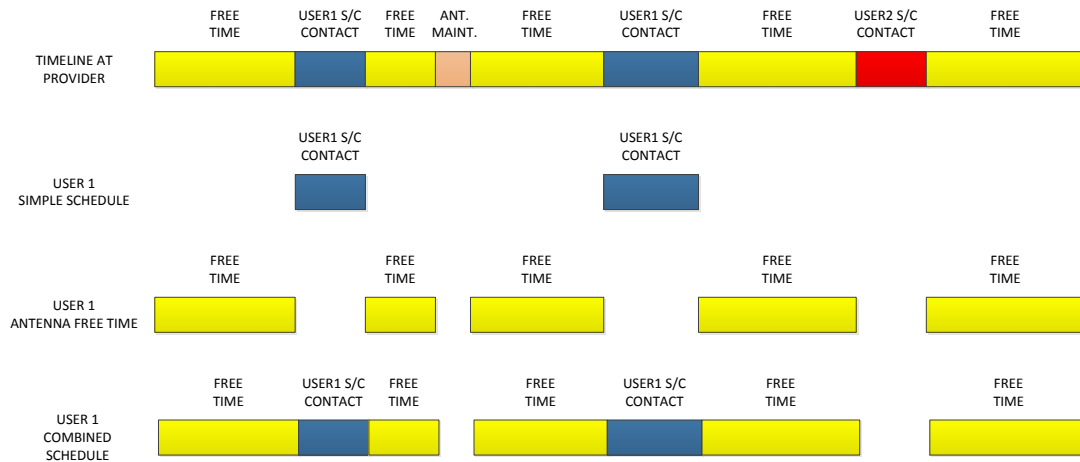 FREE TIME
USER1 S/C CONTACT
FREE TIME
ANT. MAINT.
FREE TIME
USER1 S/C CONTACT
FREE TIME
USER2 S/C CONTACT
FREE TIME
TIMELINE AT
PROVIDER
USER1 S/C CONTACT
USER1 S/C CONTACT
USER 1
SIMPLE SCHEDULE
FREE TIME
FREE TIME
FREE TIME
FREE TIME
FREE TIME
USER 1
ANTENNA FREE TIME
FREE TIME
USER1 S/C CONTACT
FREE TIME
FREE TIME
USER1 S/C CONTACT
FREE TIME
FREE TIME
USER 1
COMBINED
SCHEDULE